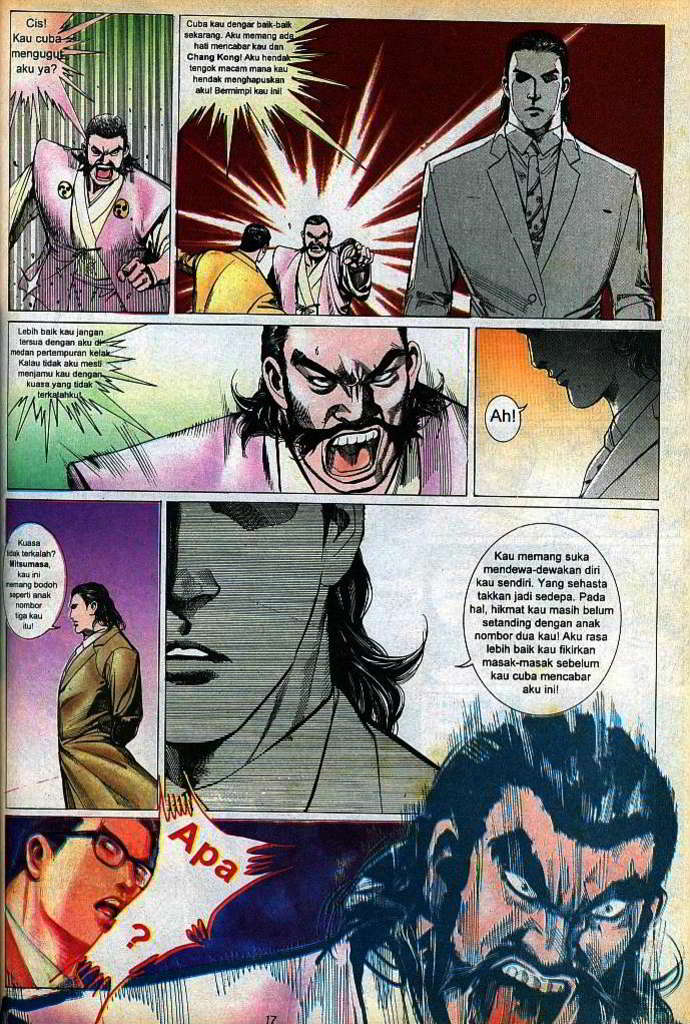 Cis!
Kau cuba
mengugut
aku ya?
Cuba kau dengar baik-baik
sekarang. Aku memang ada
hati mencabar kau dan
Chang Kong! Aku hendak
tengok macam mana kau
hendak menghapuskan
aku! Bermimpi kau ini!
Lebih baik kau jangan
tersua dengan aku di
medan pertempuran kelak.
Kalau tidak aku mesti
menjamu kau dengan
kuasa yang tidak
terkalahku!
Ah!
Kuasa
tidak terkalah?
Mitsumasa,
kau ini
memang bodoh
seperti anak
nombor
tiga kau
itu!
Kau memang suka
mendewa-dewakan diri
kau sendiri. Yang sehasta
takkan jadi sedepa. Pada
hal, hikmat kau masih belum
setanding dengan anak
nombor dua kau! Aku rasa
lebih baik kau fikirkan
masak-masak sebelum
kau cuba mencabar
aku ini!
Apa
?
17